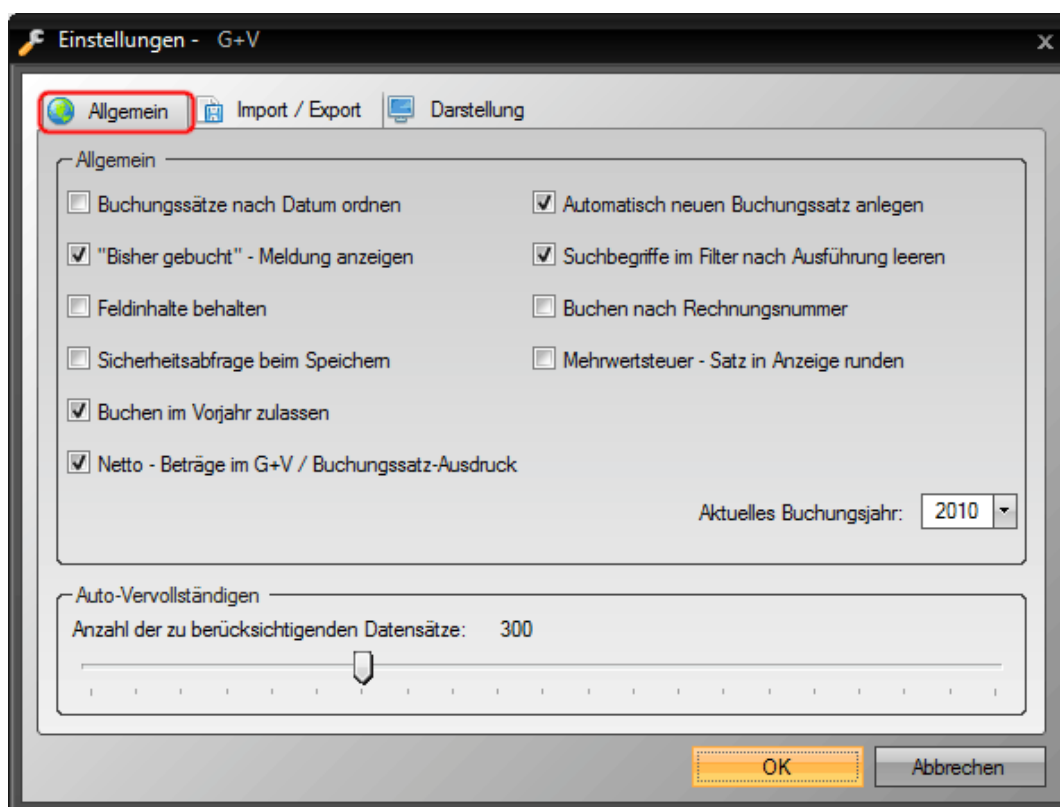 Einstellungen -   G+V
Allgemein
Import / Export
Darstellung
Allgemein
Buchungssätze nach Datum ordnen
Automatisch neuen Buchungssatz anlegen
"Bisher gebucht" - Meldung anzeigen
Suchbegriffe im Filter nach Ausführung leeren
Feldinhalte behalten
Buchen nach Rechnungsnummer
Sicherheitsabfrage beim Speichern
Mehrwertsteuer - Satz in Anzeige runden
Buchen im Vorjahr zulassen
Netto - Beträge im G+V / Buchungssatz-Ausdruck
Aktuelles Buchungsjahr: 2010
Auto-Vervollständigen
Anzahl der zu berücksichtigenden Datensätze: 300
OK
Abbrechen